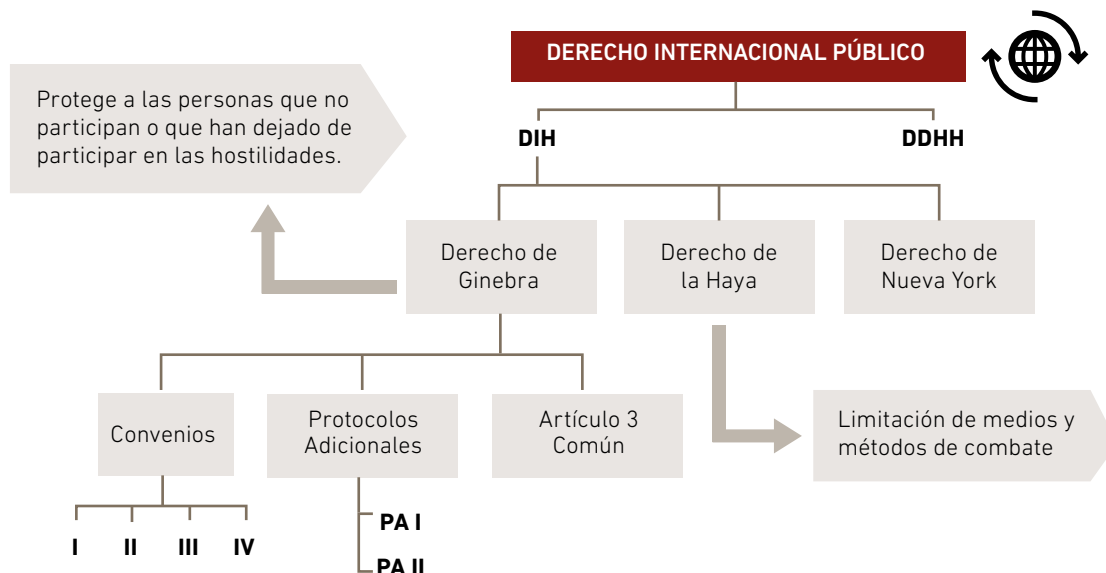 DERECHO INTERNACIONAL PÚBLICO
Protege a las personas que no
participan o que han dejado de
participar en las hostilidades.
DIH
DDHH
Derecho de
Ginebra
Derecho de
la Haya
Derecho de
Nueva York
Convenios
Protocolos
Adicionales
Artículo 3
Común
Limitación de medios y
métodos de combate
I
II
III
IV
PA I
PA II